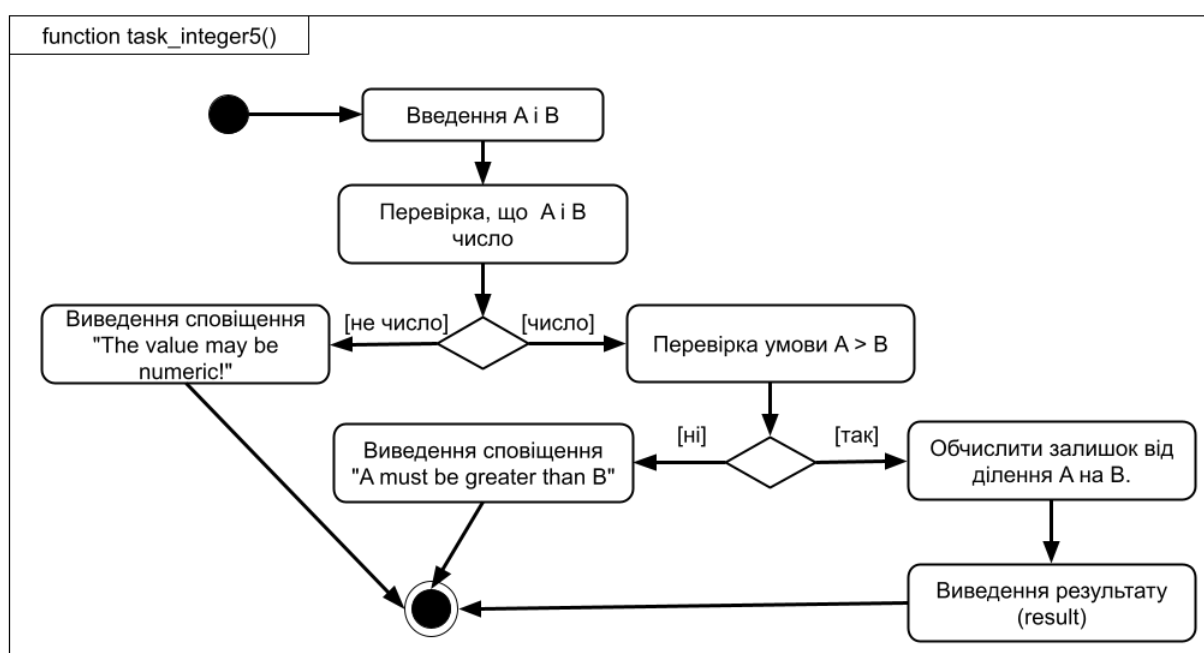 function task_integer5()
Введення A і B
Перевірка, що A і B
число
[не число]
[число]
Виведення сповіщення
"The value may be
numeric!"
Перевірка умови A > B
[ні]
[так]
Виведення сповіщення
"A must be greater than B"
Обчислити залишок від
ділення A на B.
Виведення результату
(result)